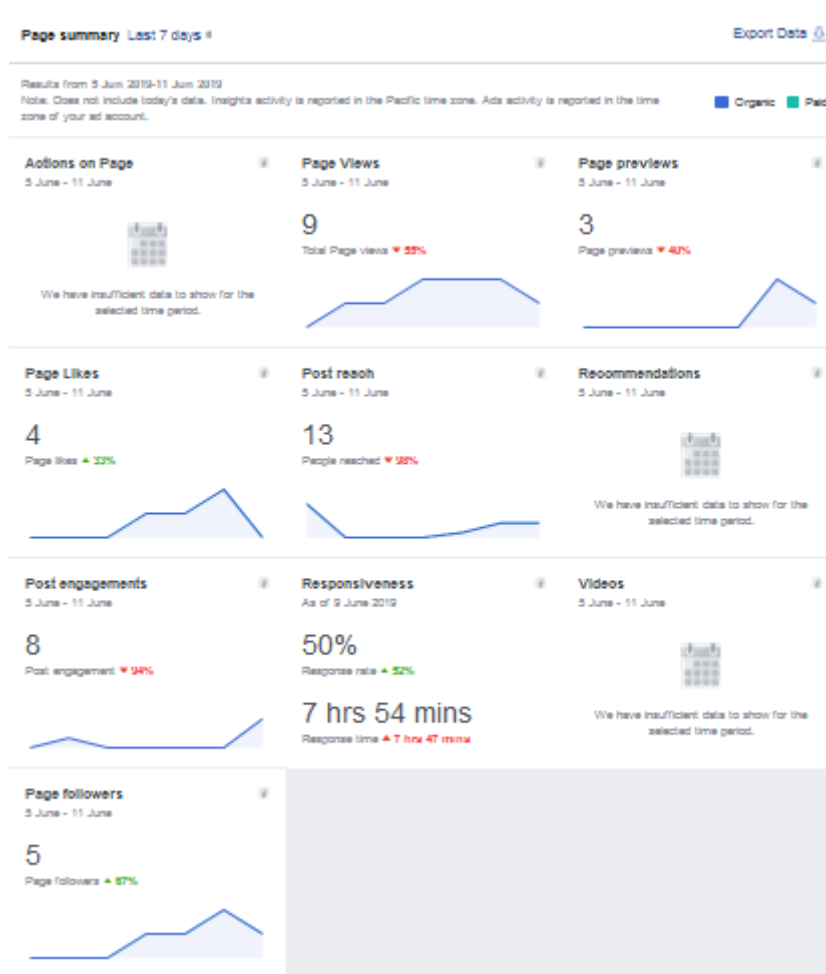 Page summary Last 7 days
Export Data
Results from 5 Jun 2019-11 Jun 2019
Note: Does not include today's data. Insights activity is reported in the Pacific time zone. Ads activity is reported in the time
zone of your ad account.
Organic Paid
Actions on Page
5 June - 11 June
We have insufficient data to show for the
selected time period.
Page Views
5 June - 11 June
9
Total Page views ▼ 55%
Page previews
5 June - 11 June
3
Page previews ▼ 40%
Page Likes
5 June - 11 June
4
Page likes ▲ 33%
Post reach
5 June - 11 June
13
People reached ▼ 98%
Recommendations
5 June - 11 June
We have insufficient data to show for the
selected time period.
Post engagements
5 June - 11 June
8
Post engagement ▼ 94%
Responsiveness
As of 9 June 2019
50%
Response rate ▲ 52%
7 hrs 54 mins
Response time ▲ 7 hrs 47 mins
Videos
5 June - 11 June
We have insufficient data to show for the
selected time period.
Page followers
5 June - 11 June
5
Page followers ▲ 67%